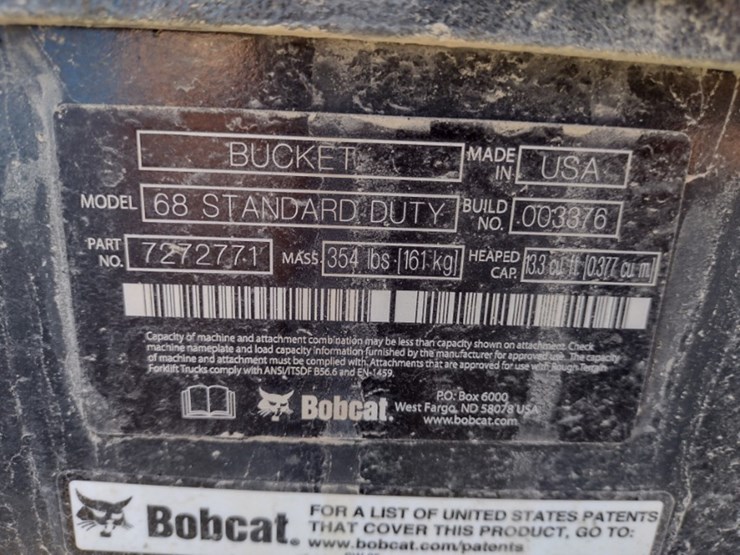 BUCKET MADE IN USA
MODEL 68 STANDARD DUTY BUILD NO. 003376
PART NO. 7272771 MASS 354 lbs [161 kg] HEAPED CAP. 13.3 cu. ft. [0.377 cu. m]
Capacity of machine and attachment combination may be less than capacity shown on attachment. Check
machine nameplate and load capacity information furnished by the manufacturer for approved use. The capacity
of machine and attachment must be complied with. Attachments that are approved for use with Rough Terrain
Forklift Trucks comply with ANSI/ITSDF B56.6 and EN-1459.
Bobcat.
P.O. Box 6000
West Fargo, ND 58078 USA
www.bobcat.com
Bobcat.
FOR A LIST OF UNITED STATES PATENTS
THAT COVER THIS PRODUCT, GO TO:
www.bobcat.com/patents